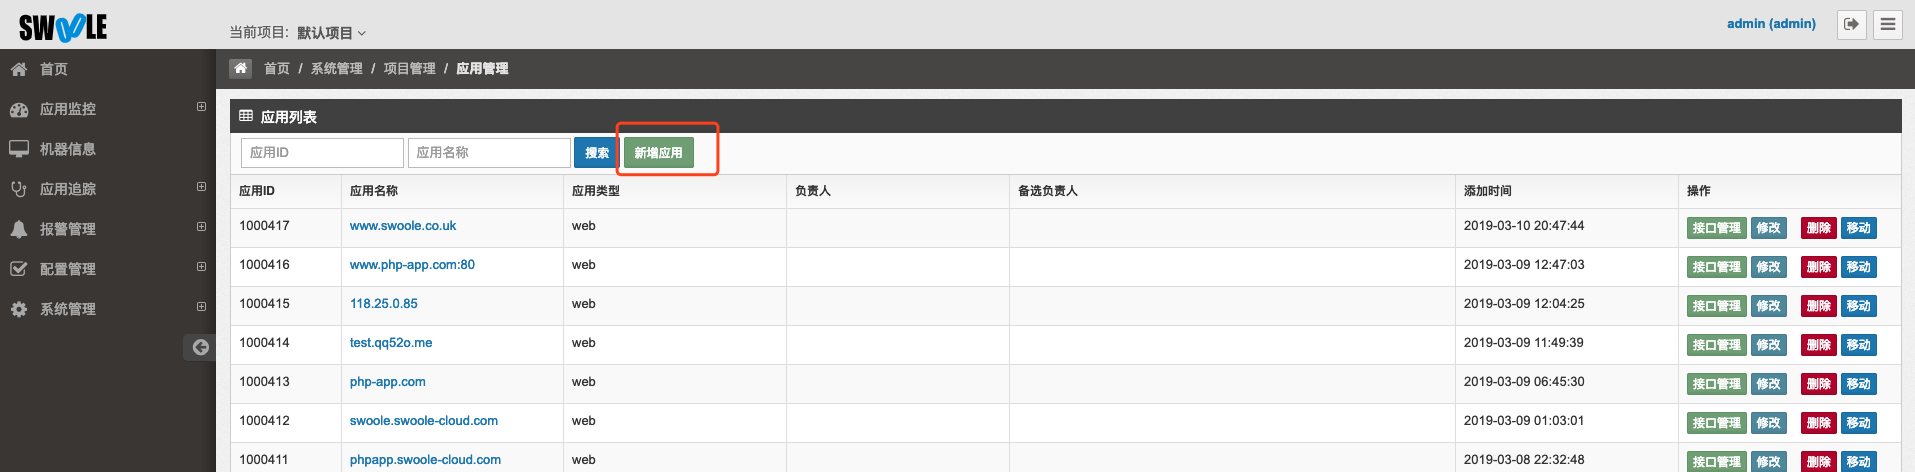 SWOOLE
当前项目: 默认项目
admin (admin)
首页
应用监控
机器信息
应用追踪
报警管理
配置管理
系统管理
首页 / 系统管理 / 项目管理 / 应用管理
应用列表
应用ID 应用名称 搜索 新增应用
应用ID 应用名称 应用类型 负责人 备选负责人 添加时间 操作
1000417 www.swoole.co.uk web 2019-03-10 20:47:44 接口管理 修改 删除 移动
1000416 www.php-app.com:80 web 2019-03-09 12:47:03 接口管理 修改 删除 移动
1000415 118.25.0.85 web 2019-03-09 12:04:25 接口管理 修改 删除 移动
1000414 test.qq52o.me web 2019-03-09 11:49:39 接口管理 修改 删除 移动
1000413 php-app.com web 2019-03-09 06:45:30 接口管理 修改 删除 移动
1000412 swoole.swoole-cloud.com web 2019-03-09 01:03:01 接口管理 修改 删除 移动
1000411 phpapp.swoole-cloud.com web 2019-03-08 22:32:48 接口管理 修改 删除 移动